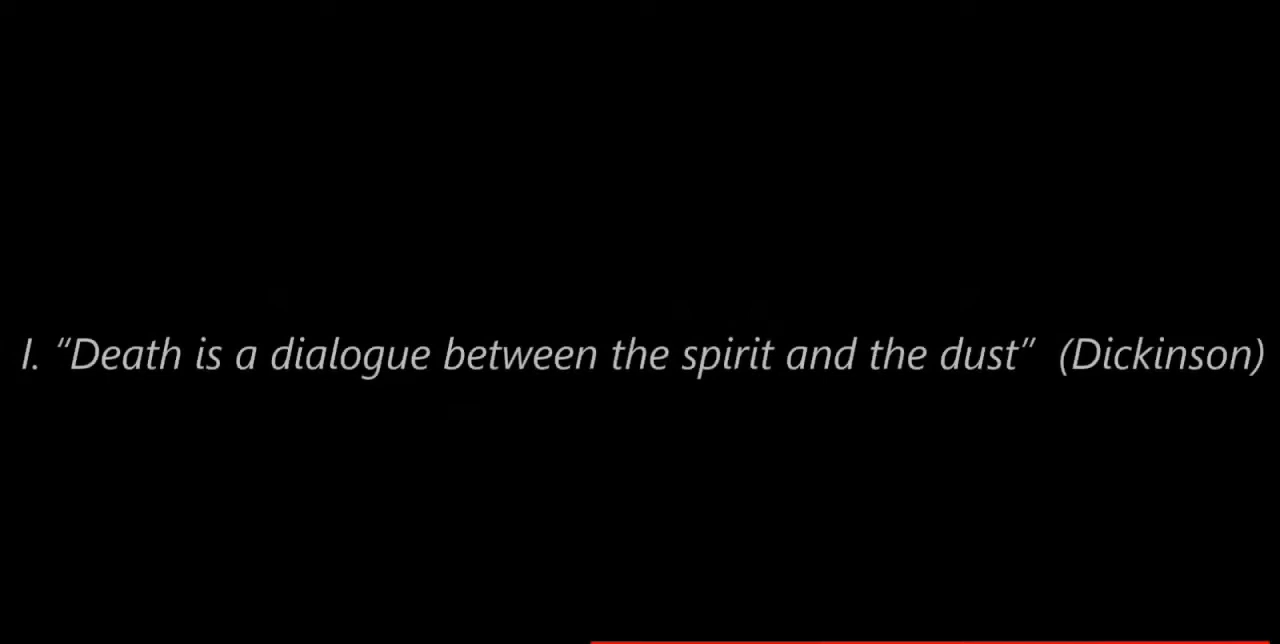 I. “Death is a dialogue between the spirit and the dust” (Dickinson)